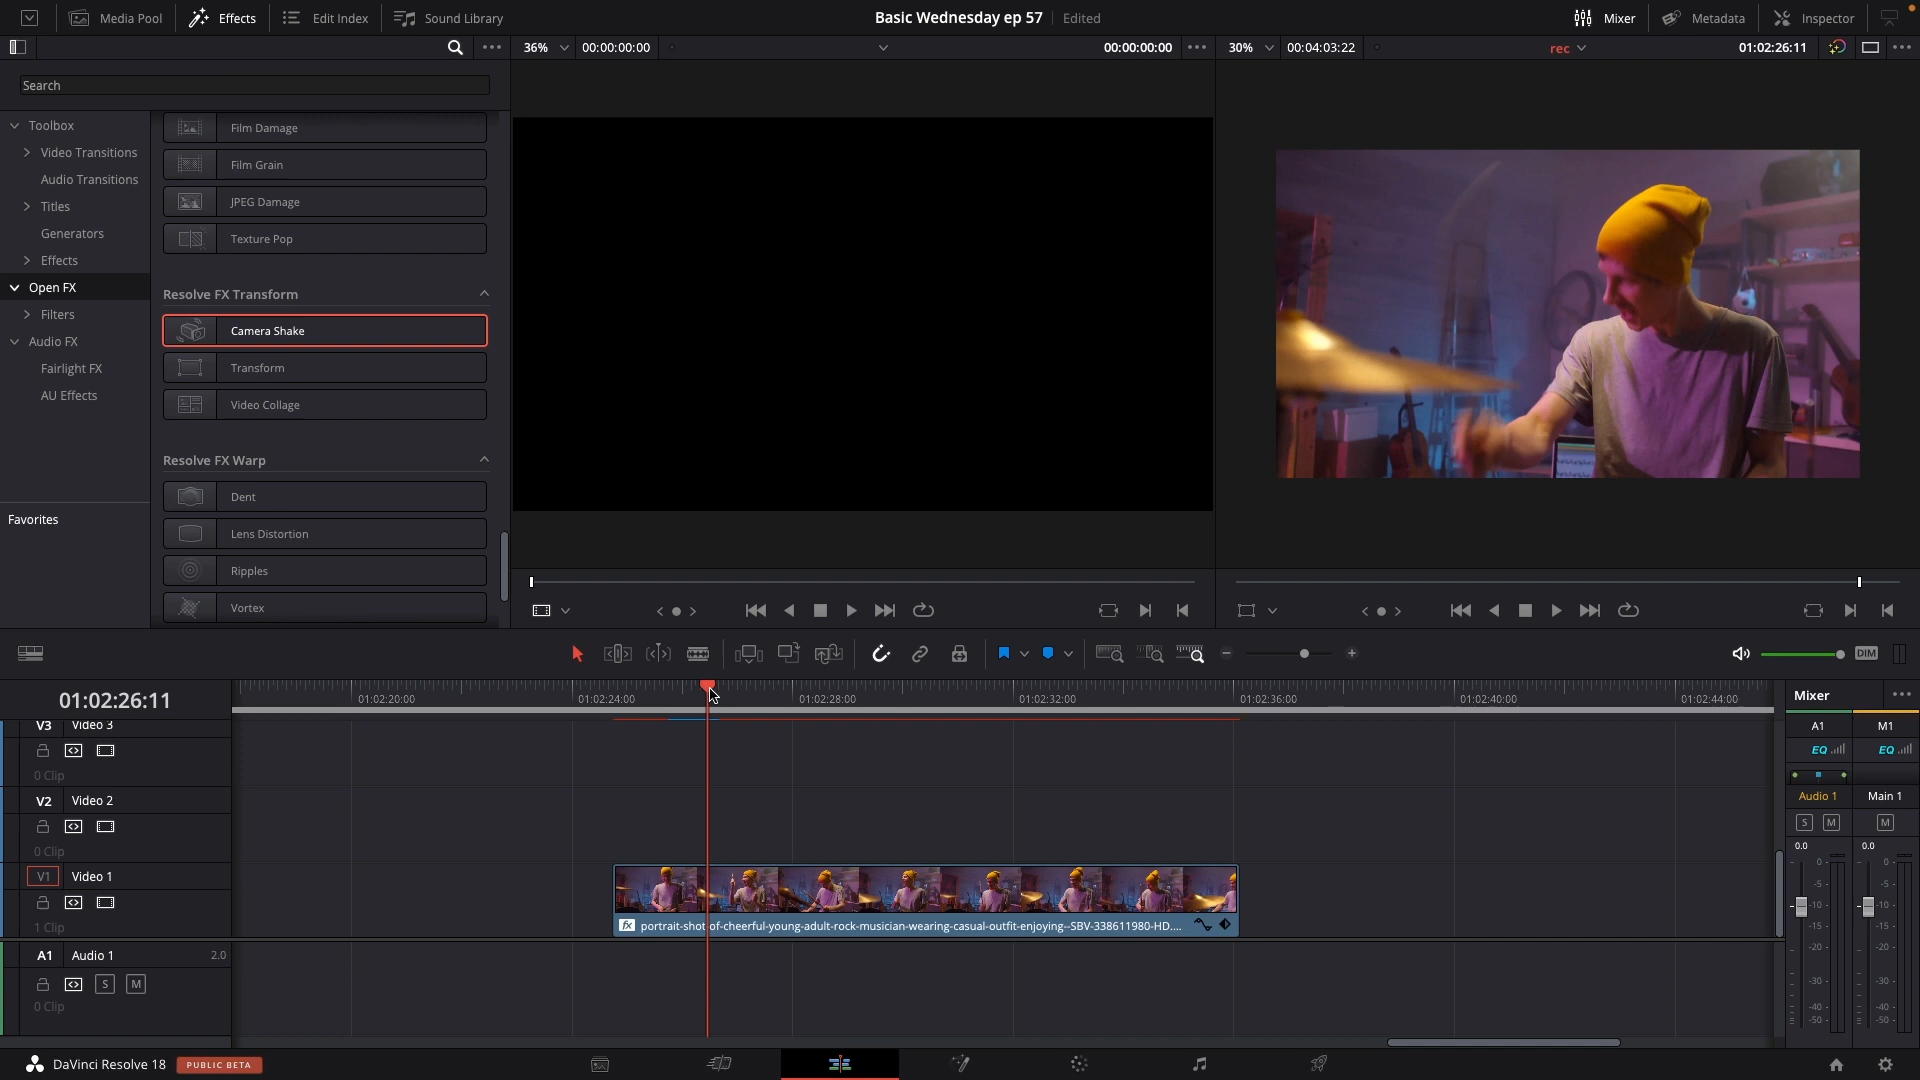 Media Pool
Effects
Edit Index
Sound Library
Basic Wednesday ep 57
Edited
Mixer
Metadata
Inspector
36%
00:00:00:00
00:00:00:00
30%
00:04:03:22
rec
01:02:26:11
Search
Toolbox
Video Transitions
Audio Transitions
Titles
Generators
Effects
Open FX
Filters
Audio FX
Fairlight FX
AU Effects
Favorites
Film Damage
Film Grain
JPEG Damage
Texture Pop
Resolve FX Transform
Camera Shake
Transform
Video Collage
Resolve FX Warp
Dent
Lens Distortion
Ripples
Vortex
DIM
01:02:26:11
01:02:20:00
01:02:24:00
01:02:28:00
01:02:32:00
01:02:36:00
01:02:40:00
01:02:44:00
V3 Video 3
0 Clip
V2 Video 2
0 Clip
V1 Video 1
1 Clip
fx portrait-shot-of-cheerful-young-adult-rock-musician-wearing-casual-outfit-enjoying--SBV-338611980-HD....
A1 Audio 1 2.0
S M
0 Clip
Mixer
A1 M1
EQ EQ
Audio 1 Main 1
S M M
0.0 0.0
0- 0-
-5- -5-
-10- -10-
-15- -15-
-20- -20-
-30- -30-
-40- -40-
-50- -50-
DaVinci Resolve 18
PUBLIC BETA